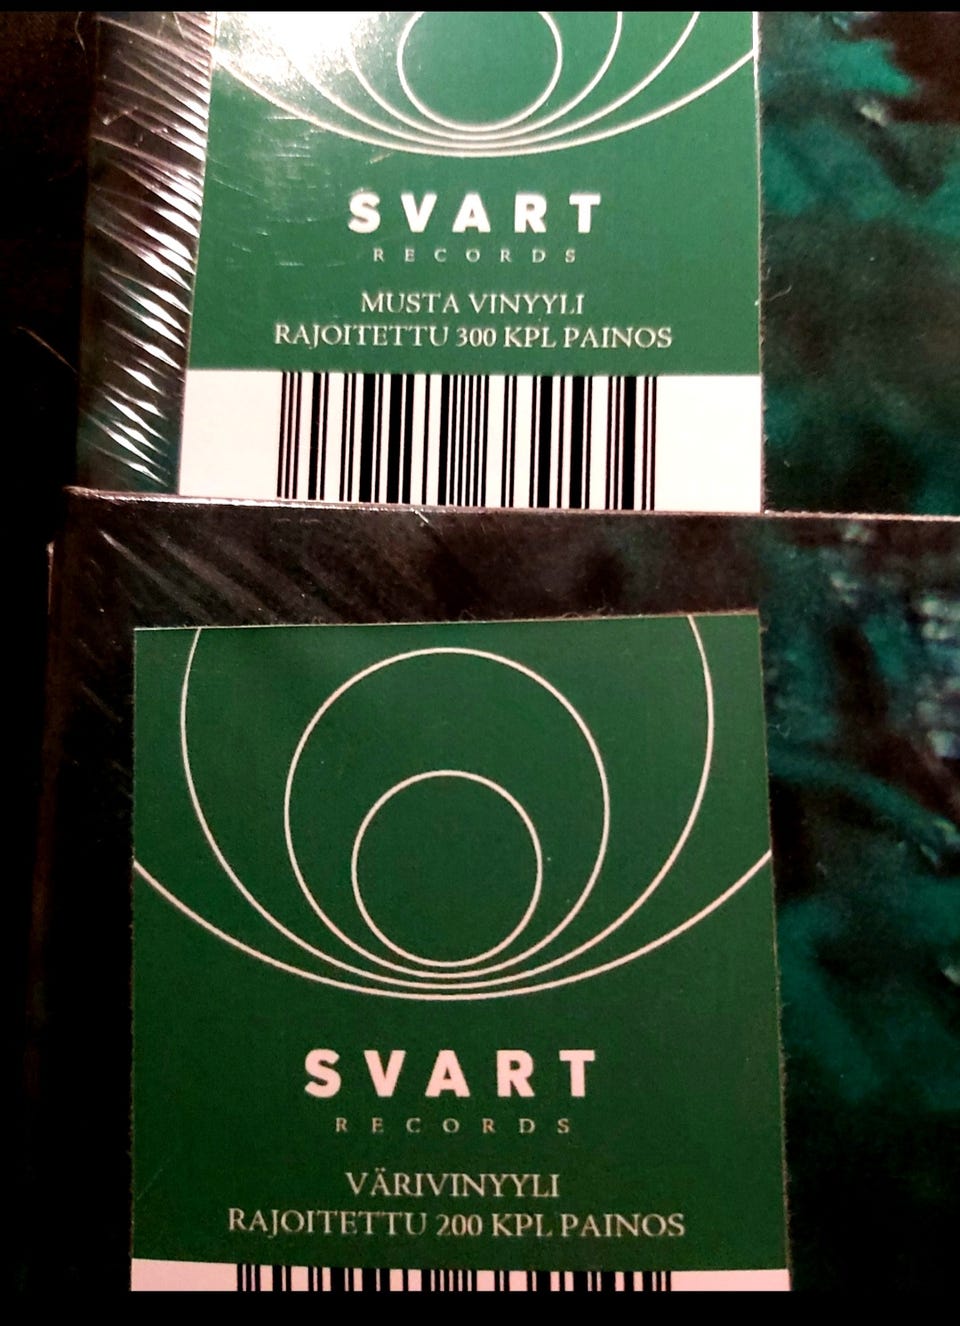 SVART
RECORDS
MUSTA VINYYLI
RAJOITETTU 300 KPL PAINOS
SVART
RECORDS
VÄRIVINYYLI
RAJOITETTU 200 KPL PAINOS